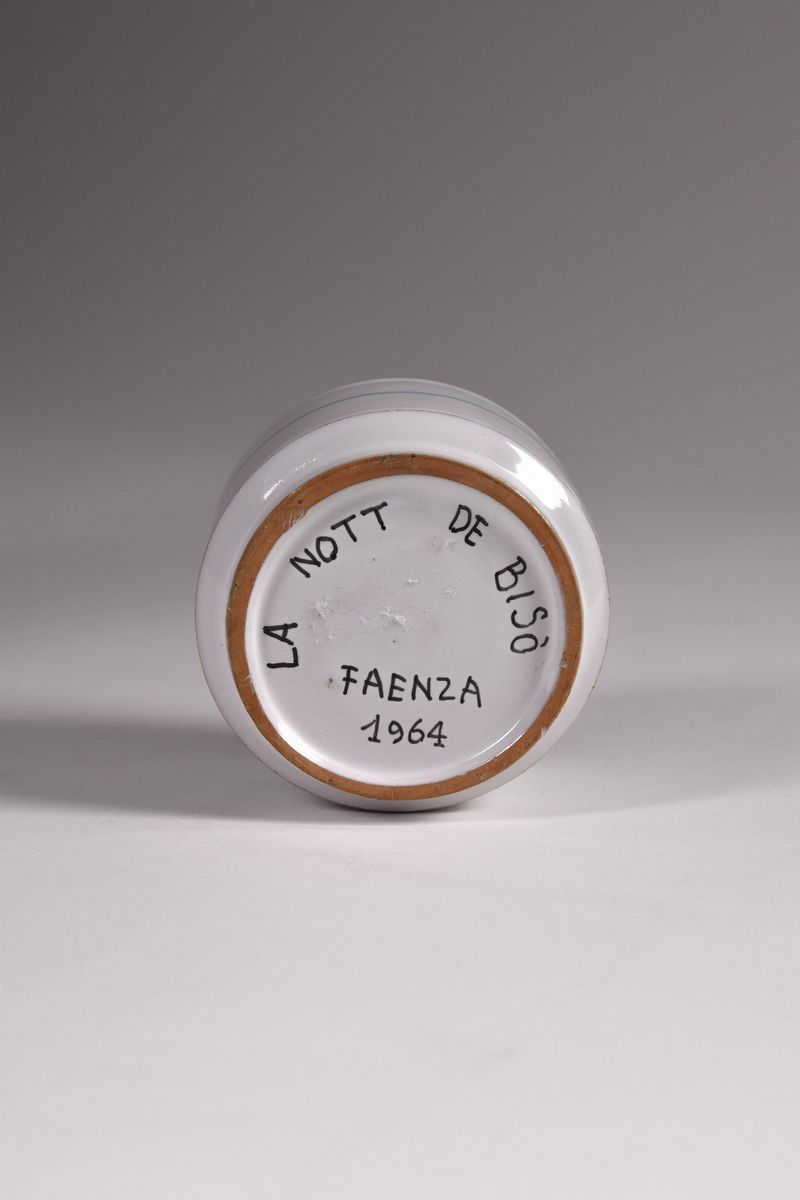 LA NOTT DE BISÒ
FAENZA
1964